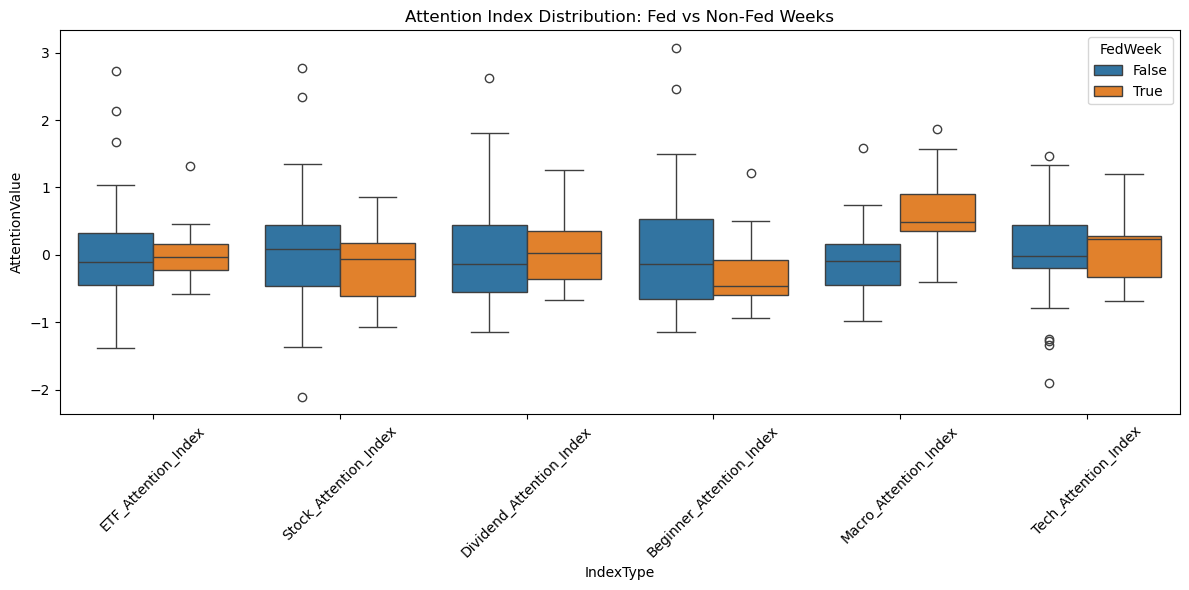 Attention Index Distribution: Fed vs Non-Fed Weeks
FedWeek
False
True
AttentionValue
3
2
1
0
−1
−2
ETF_Attention_Index
Stock_Attention_Index
Dividend_Attention_Index
Beginner_Attention_Index
Macro_Attention_Index
Tech_Attention_Index
IndexType